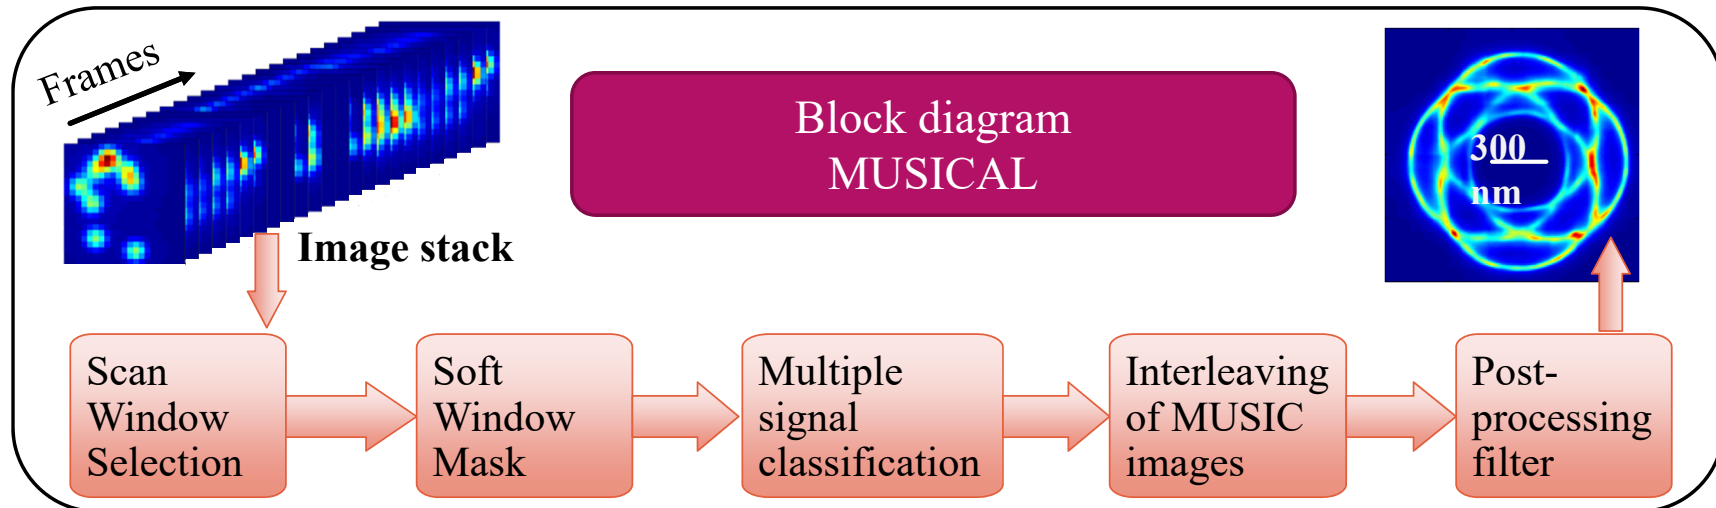 Frames
Block diagram
MUSICAL
300
nm
Image stack
Scan
Window
Selection
Soft
Window
Mask
Multiple
signal
classification
Interleaving
of MUSIC
images
Post-
processing
filter